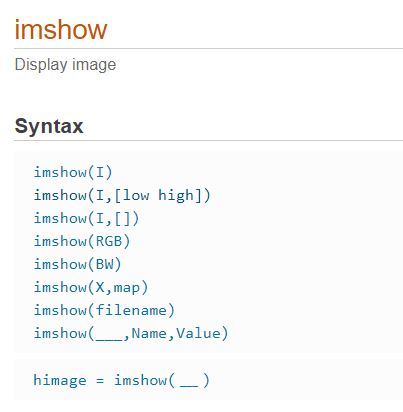 imshow
Display image
Syntax
imshow(I)
imshow(I,[low high])
imshow(I,[])
imshow(RGB)
imshow(BW)
imshow(X,map)
imshow(filename)
imshow(___,Name,Value)
himage = imshow( __ )